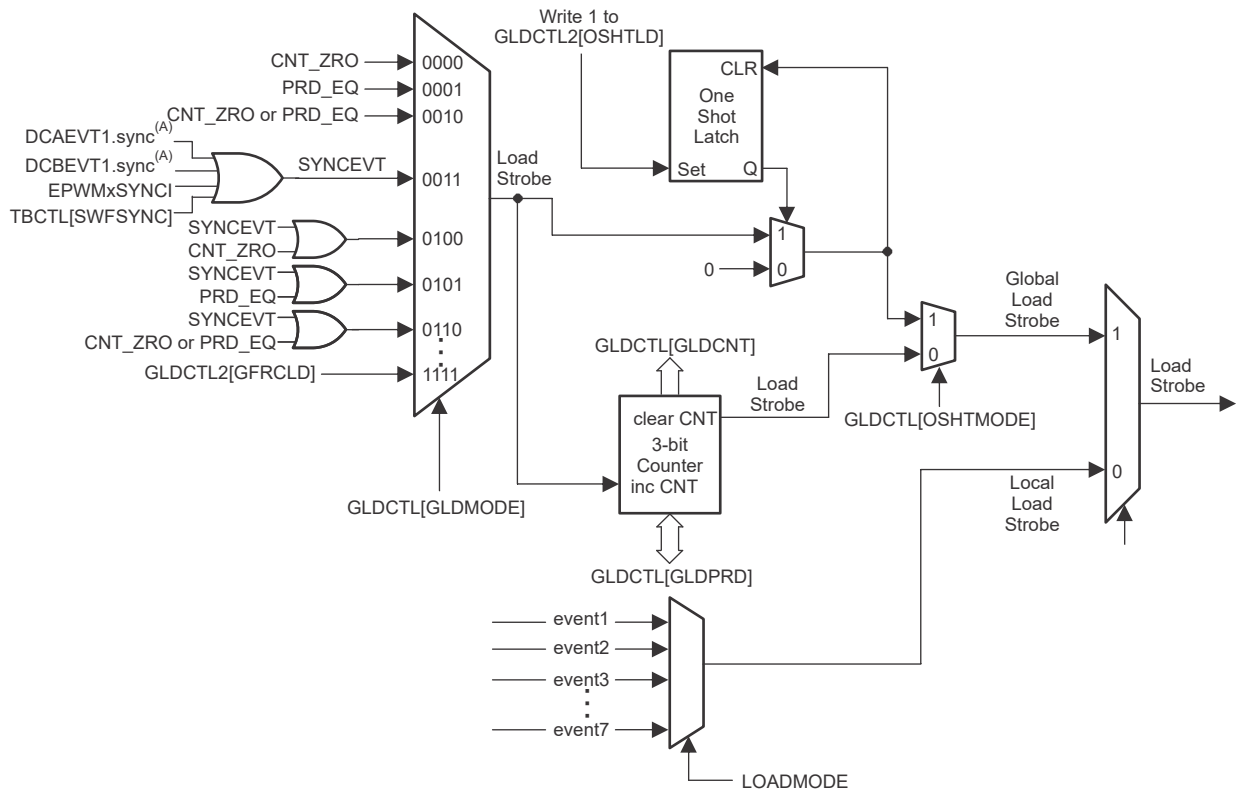 Write 1 to
GLDCTL2[OSHTLD]
CNT_ZRO
0000
PRD_EQ
0001
CNT_ZRO or PRD_EQ
0010
DCAEVT1.sync(A)
DCBEVT1.sync(A)
EPWMxSYNCI
TBCTL[SWFSYNC]
SYNCEVT
0011
SYNCEVT
CNT_ZRO
0100
SYNCEVT
PRD_EQ
0101
SYNCEVT
CNT_ZRO or PRD_EQ
0110
GLDCTL2[GFRCLD]
1111
GLDCTL[GLDMODE]
Load
Strobe
CLR
One
Shot
Latch
Set
Q
1
0
0
GLDCTL[GLDCNT]
clear CNT
3-bit
Counter
inc CNT
GLDCTL[GLDPRD]
Load
Strobe
1
0
GLDCTL[OSHTMODE]
Global
Load
Strobe
1
0
Local
Load
Strobe
Load
Strobe
event1
event2
event3
event7
LOADMODE